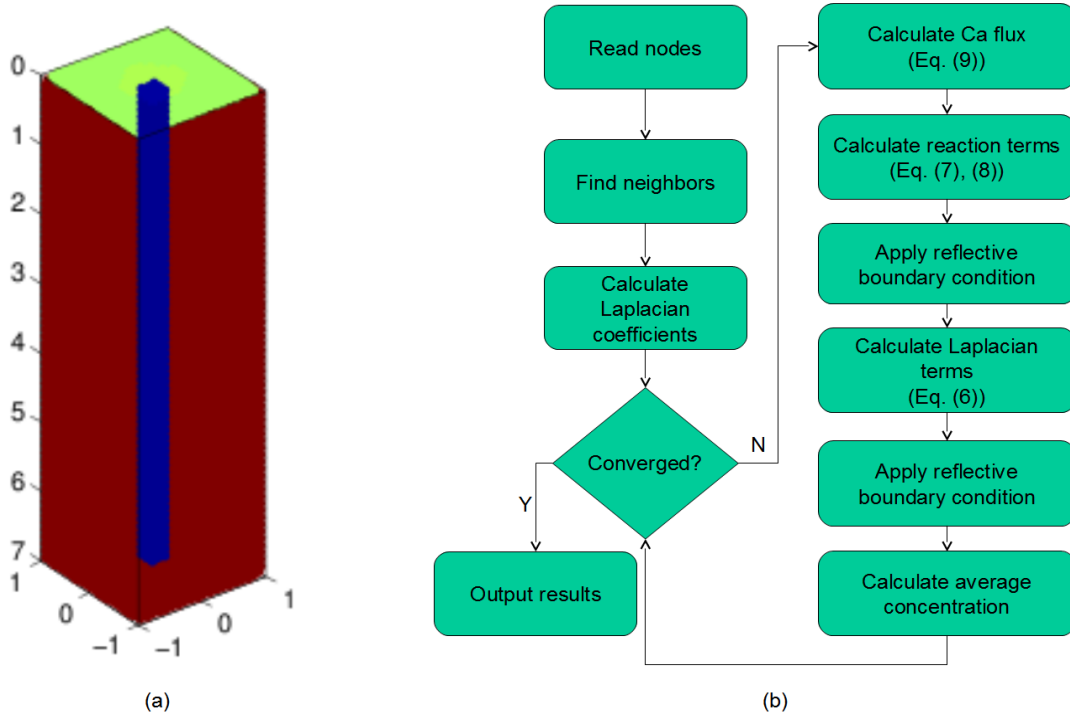 0
1
2
3
4
5
6
7
1
0
-1
-1
0
1
(a)
Read nodes
Find neighbors
Calculate
Laplacian
coefficients
Converged?
N
Y
Output results
Calculate Ca flux
(Eq. (9))
Calculate reaction terms
(Eq. (7), (8))
Apply reflective
boundary condition
Calculate Laplacian
terms
(Eq. (6))
Apply reflective
boundary condition
Calculate average
concentration
(b)